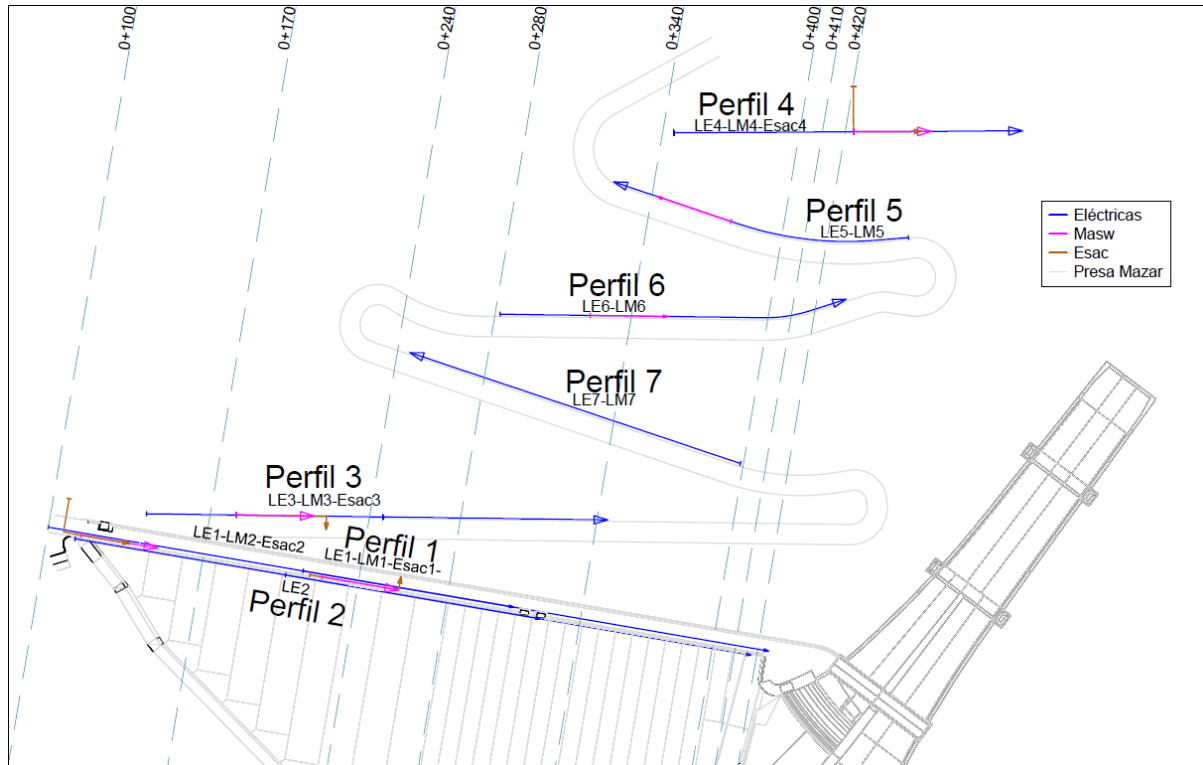 0+100
0+170
0+240
0+280
0+340
0+400
0+410
0+420
Perfil 4
LE4-LM4-Esac4
Perfil 5
LE5-LM5
Eléctricas
Masw
Esac
Presa Mazar
Perfil 6
LE6-LM6
Perfil 7
LE7-LM7
Perfil 3
LE3-LM3-Esac3
LE1-LM2-Esac2
Perfil 1
LE1-LM1-Esac1-
LE2
Perfil 2